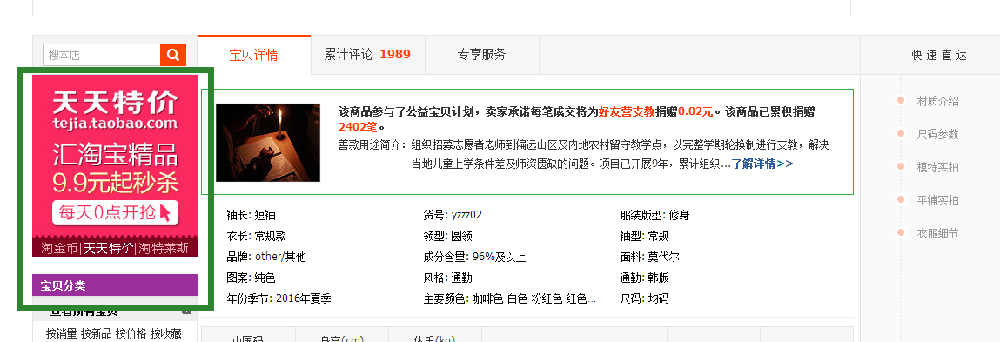 搜本店
宝贝详情
累计评论 1989
专享服务
快 速 直 达
天天特价
tejia.taobao.com
汇淘宝精品
9.9元起秒杀
每天0点开抢
淘金币|天天特价|淘特莱斯
宝贝分类
查看所有宝贝
按销量 按新品 按价格 按收藏
该商品参与了公益宝贝计划，卖家承诺每笔成交将为好友营支教捐赠0.02元。该商品已累积捐赠
2402笔。
善款用途简介：组织招募志愿者老师到偏远山区及内地农村留守教学点，以完整学期轮换制进行支教，解决
当地儿童上学条件差及师资匮缺的问题。项目已开展9年，累计组织...了解详情>>
袖长: 短袖 货号: yzzz02 服装版型: 修身
衣长: 常规款 领型: 圆领 袖型: 常规
品牌: other/其他 成分含量: 96%及以上 面料: 莫代尔
图案: 纯色 风格: 通勤 通勤: 韩版
年份季节: 2016年夏季 主要颜色: 咖啡色 白色 粉红色 红色... 尺码: 均码
中国码 身高(cm) 体重(kg)
材质介绍
尺码参数
模特实拍
平铺实拍
衣服细节